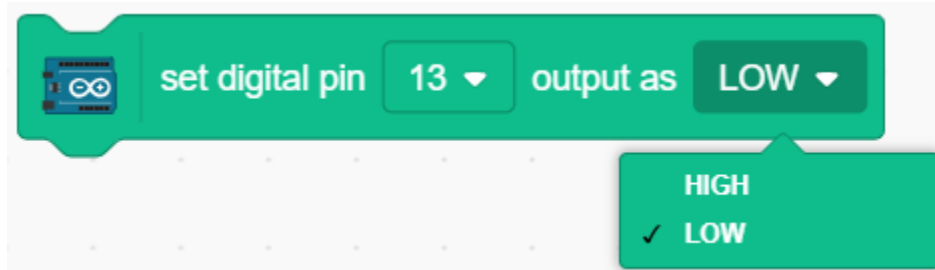 set digital pin 13 output as LOW
HIGH
✓ LOW